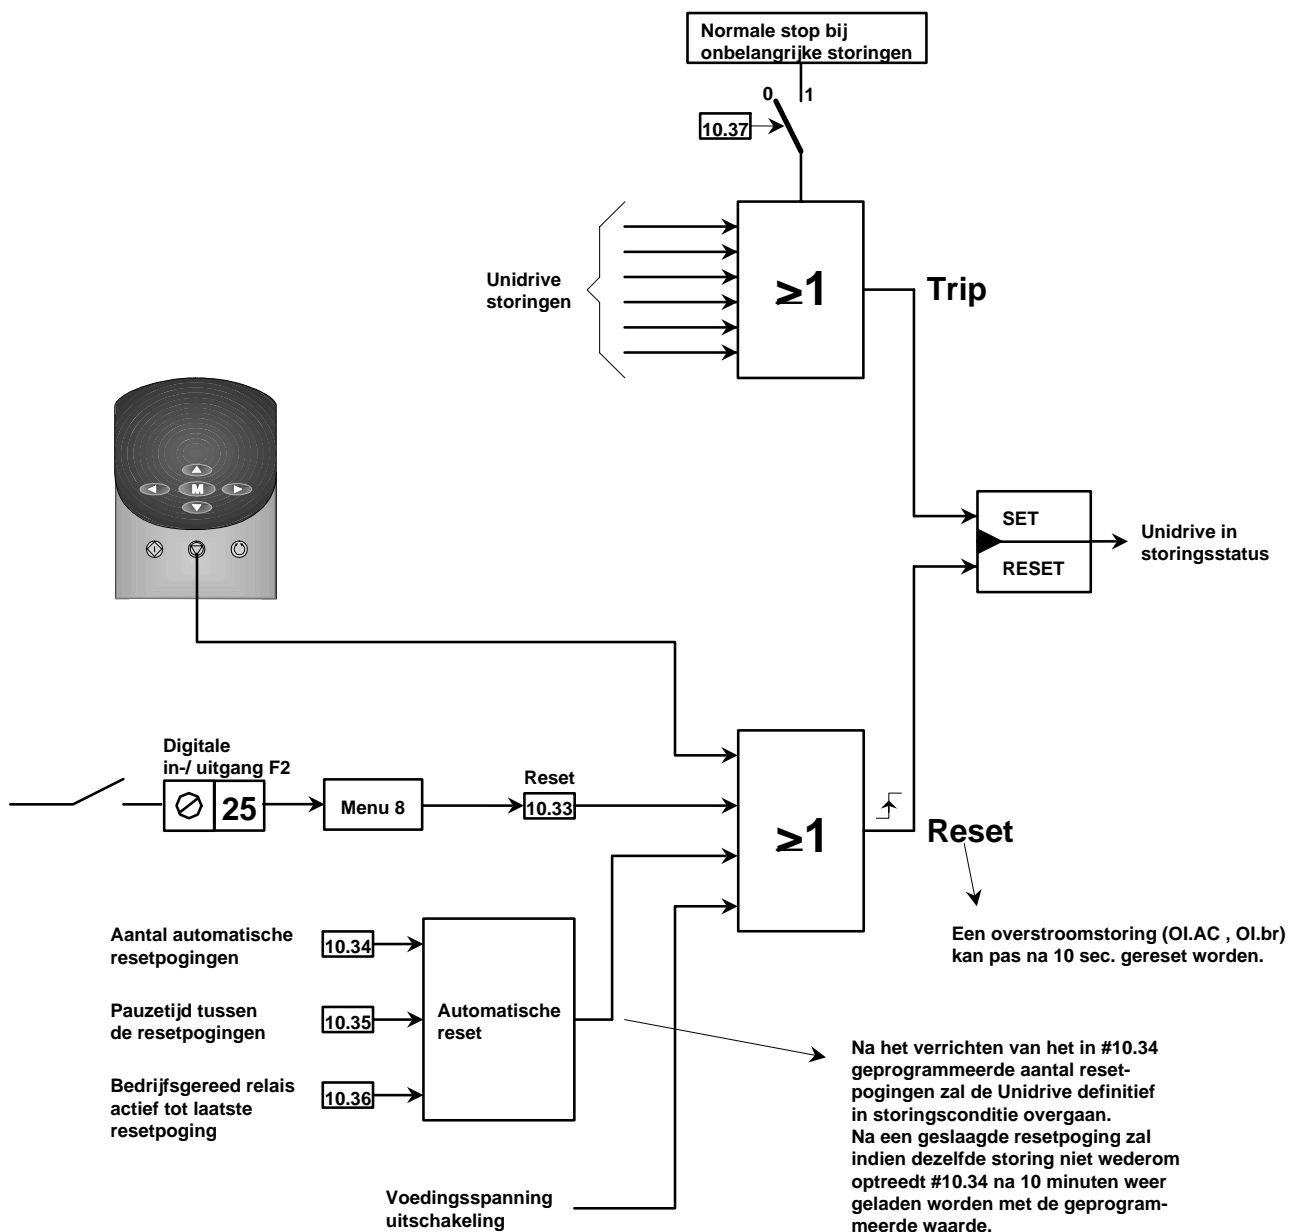 Normale stop bij
onbelangrijke storingen
0 1
10.37
Unidrive
storingen
≥1
Trip
M
SET
RESET
Unidrive in
storingsstatus
Digitale
in-/ uitgang F2
25
Menu 8
Reset
10.33
≥1
Reset
Een overstroomstoring (OI.AC , OI.br)
kan pas na 10 sec. gereset worden.
Aantal automatische
resetpogingen
10.34
Pauzetijd tussen
de resetpogingen
10.35
Bedrijfsgereed relais
actief tot laatste
resetpoging
10.36
Automatische
reset
Na het verrichten van het in #10.34
geprogrammeerde aantal reset-
pogingen zal de Unidrive definitief
in storingsconditie overgaan.
Na een geslaagde resetpoging zal
indien dezelfde storing niet wederom
optreedt #10.34 na 10 minuten weer
geladen worden met de geprogram-
meerde waarde.
Voedingsspanning
uitschakeling